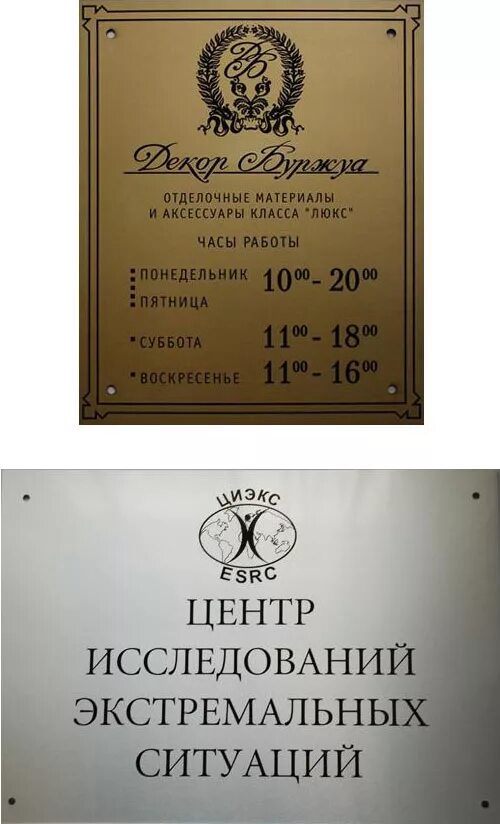 ДБ
Декор Буржуа
ОТДЕЛОЧНЫЕ МАТЕРИАЛЫ
И АКСЕССУАРЫ КЛАССА "ЛЮКС"
ЧАСЫ РАБОТЫ
ПОНЕДЕЛЬНИК 10⁰⁰ - 20⁰⁰
ПЯТНИЦА
СУББОТА 11⁰⁰ - 18⁰⁰
ВОСКРЕСЕНЬЕ 11⁰⁰ - 16⁰⁰
ЦИЭКС
ESRC
ЦЕНТР
ИССЛЕДОВАНИЙ
ЭКСТРЕМАЛЬНЫХ
СИТУАЦИЙ